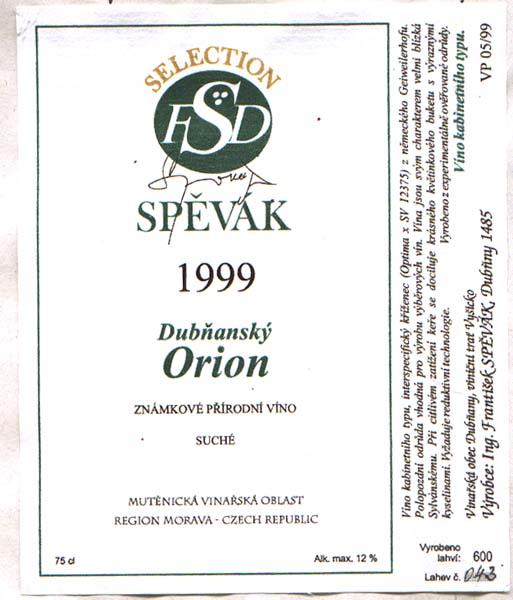 SELECTION
FSD
SPĚVÁK
1999
Dubňanský
Orion
ZNÁMKOVÉ PŘÍRODNÍ VÍNO
SUCHÉ
MUTĚNICKÁ VINAŘSKÁ OBLAST
REGION MORAVA - CZECH REPUBLIC
75 cl
Alk. max. 12 %
Víno kabinetního typu, interspecifický kříženec (Optima x SV 12375) z německého Geiweilerhofu.
Polopozdní odrůda vhodná pro výrobu výběrových vín. Vína jsou svým charakterem velmi blízká
Sylvánskému. Při citlivém zatížení keře se dociluje krásného květinkového buketu s výraznými
kyselinami. Vyžaduje reduktivní technologie. Vyrobeno z experimentálně ověřované odrůdy.
Víno kabinetního typu.
Vinařská obec Dubňany, viniční trať Vyšicko
Výrobce: Ing. František SPĚVÁK, Dubňny 1485
VP 05/99
Vyrobeno
lahví: 600
Lahev č. 043